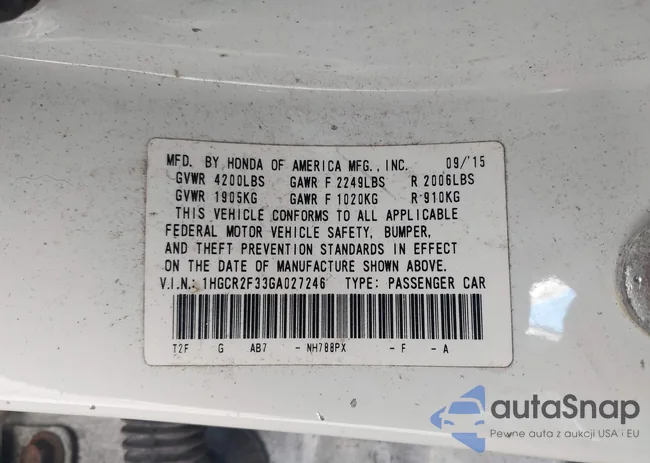 MFD. BY HONDA OF AMERICA MFG., INC. 09/'15
GVWR 4200LBS GAWR F 2249LBS R 2006LBS
GVWR 1905KG GAWR F 1020KG R 910KG
THIS VEHICLE CONFORMS TO ALL APPLICABLE
FEDERAL MOTOR VEHICLE SAFETY, BUMPER,
AND THEFT PREVENTION STANDARDS IN EFFECT
ON THE DATE OF MANUFACTURE SHOWN ABOVE.
V.I.N.: 1HGCR2F33GA027246 TYPE: PASSENGER CAR
T2F G AB7 - NH788PX - F - A
autaSnap
Pewne auta z aukcji USA i EU